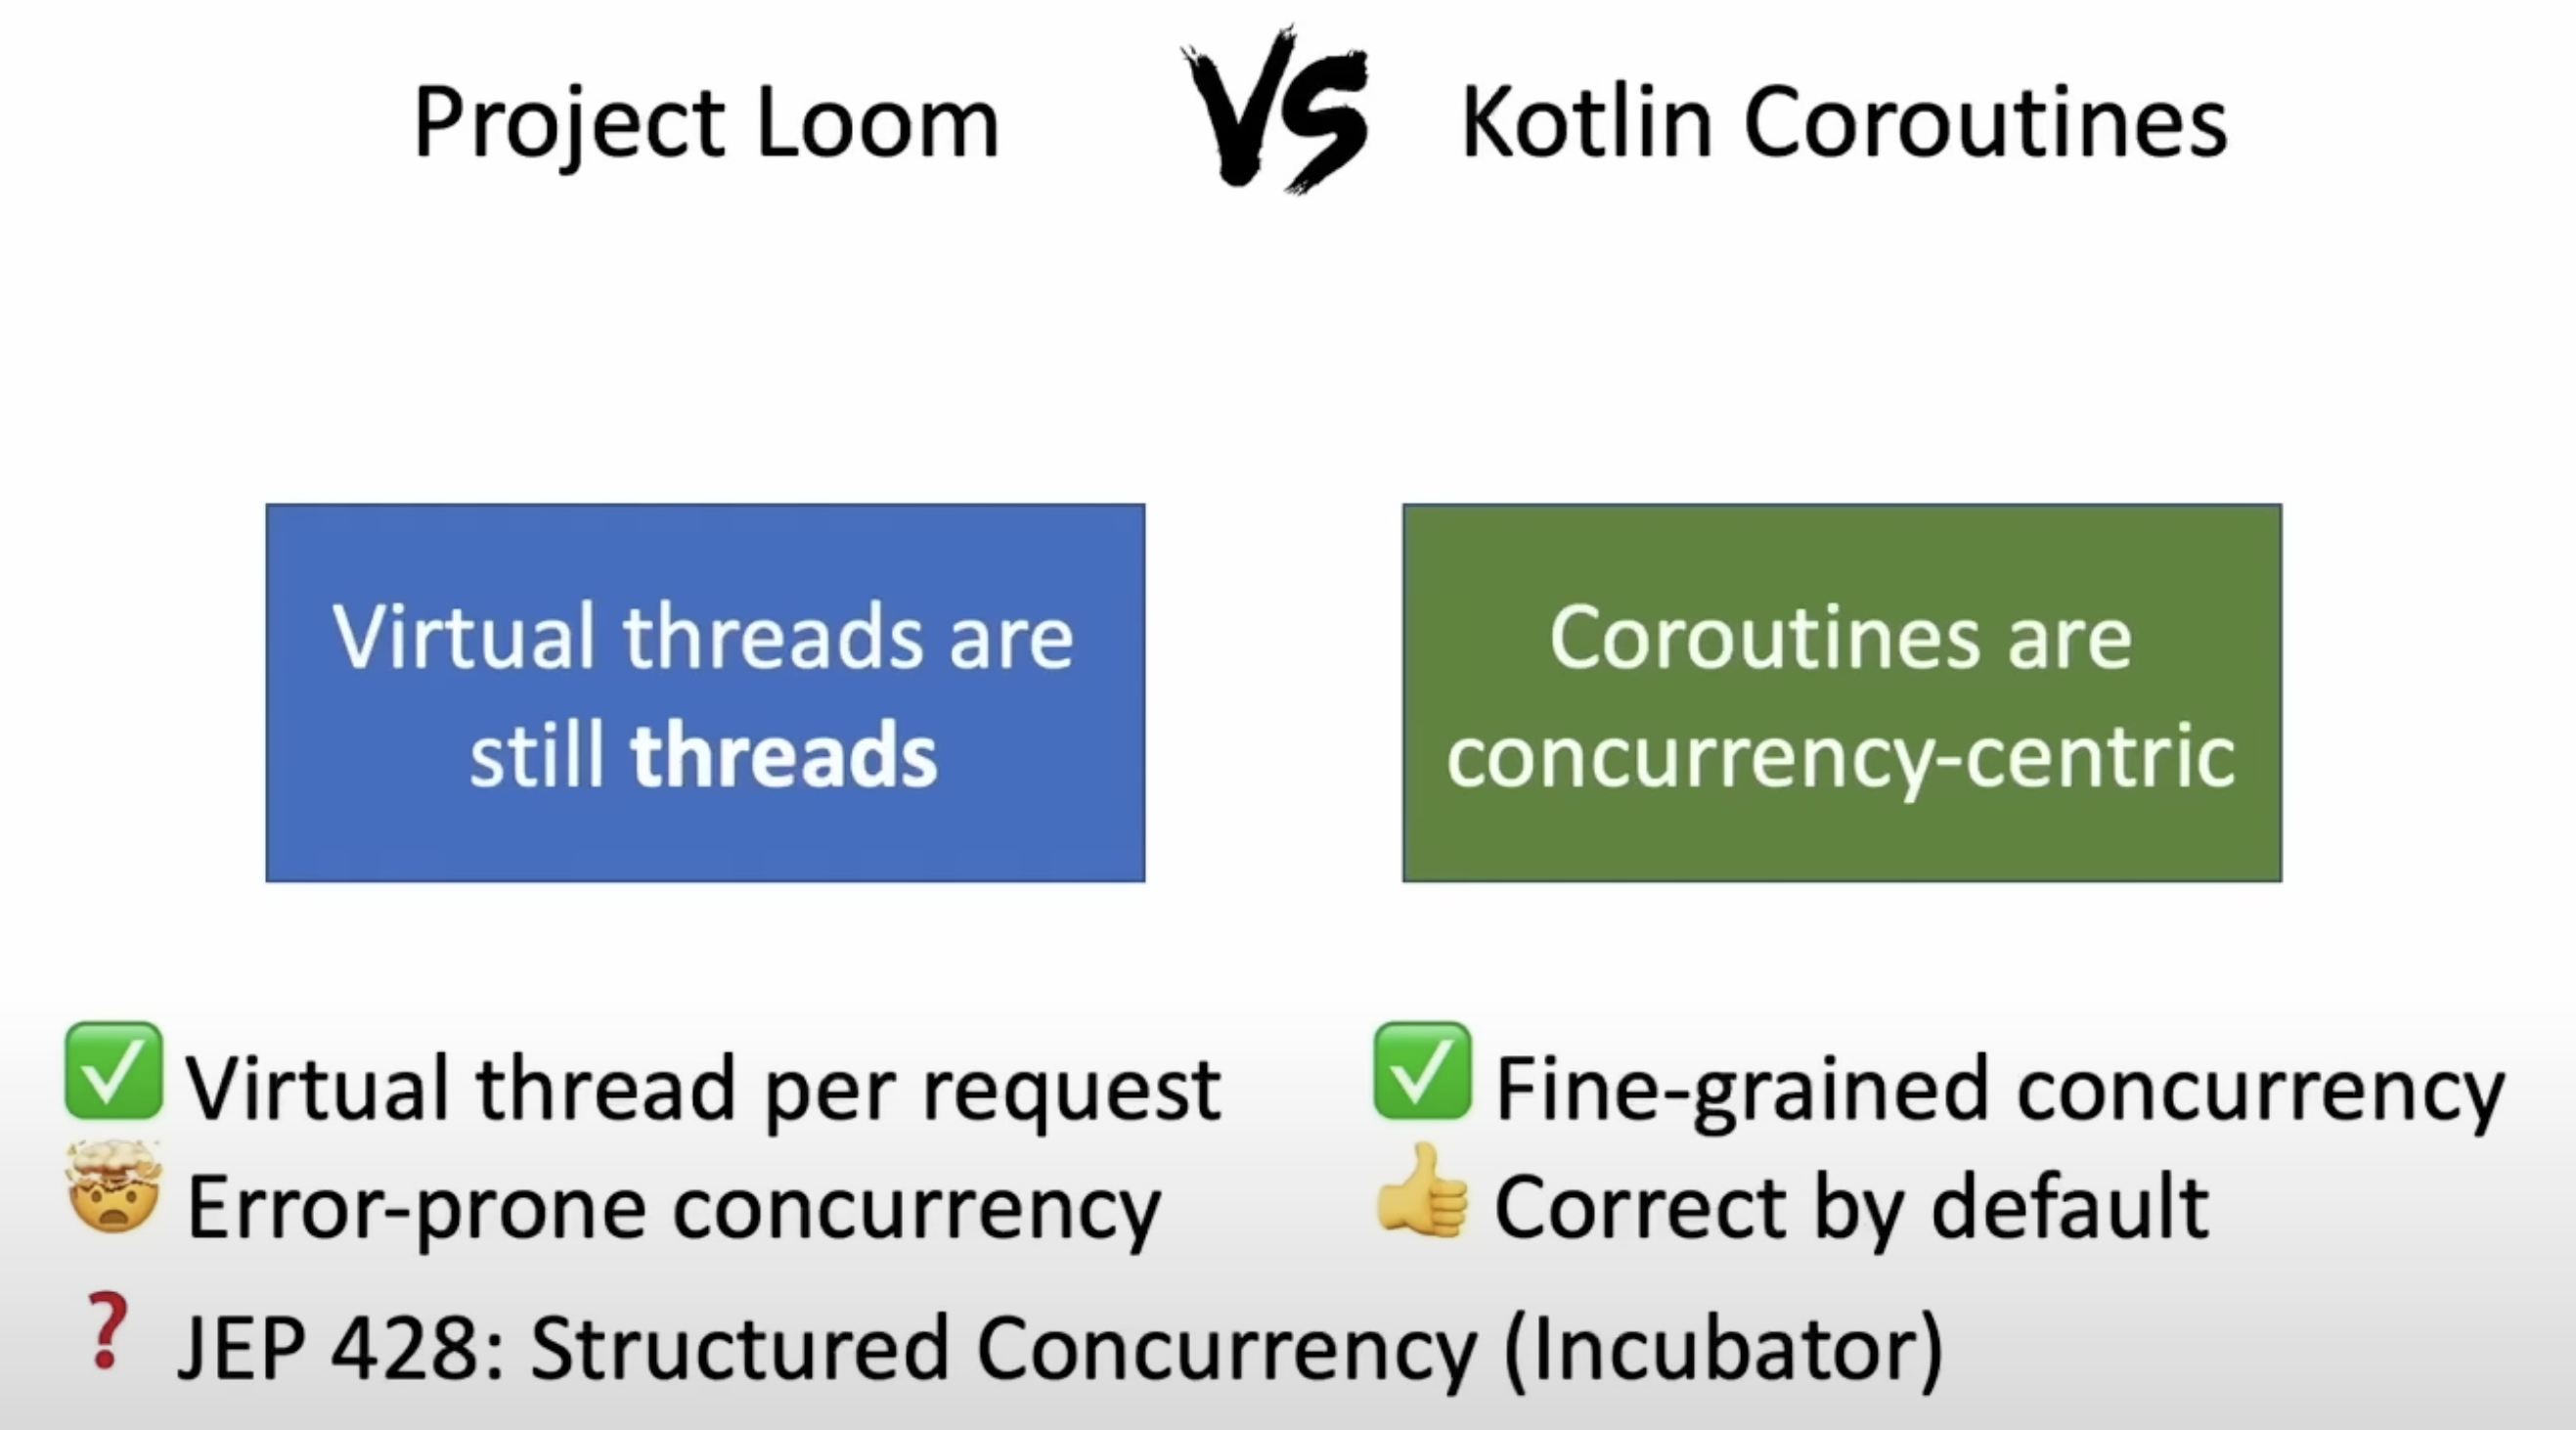 Project Loom VS Kotlin Coroutines
Virtual threads are
still threads
Coroutines are
concurrency-centric
✅ Virtual thread per request
🤯 Error-prone concurrency
✅ Fine-grained concurrency
👍 Correct by default
❓ JEP 428: Structured Concurrency (Incubator)